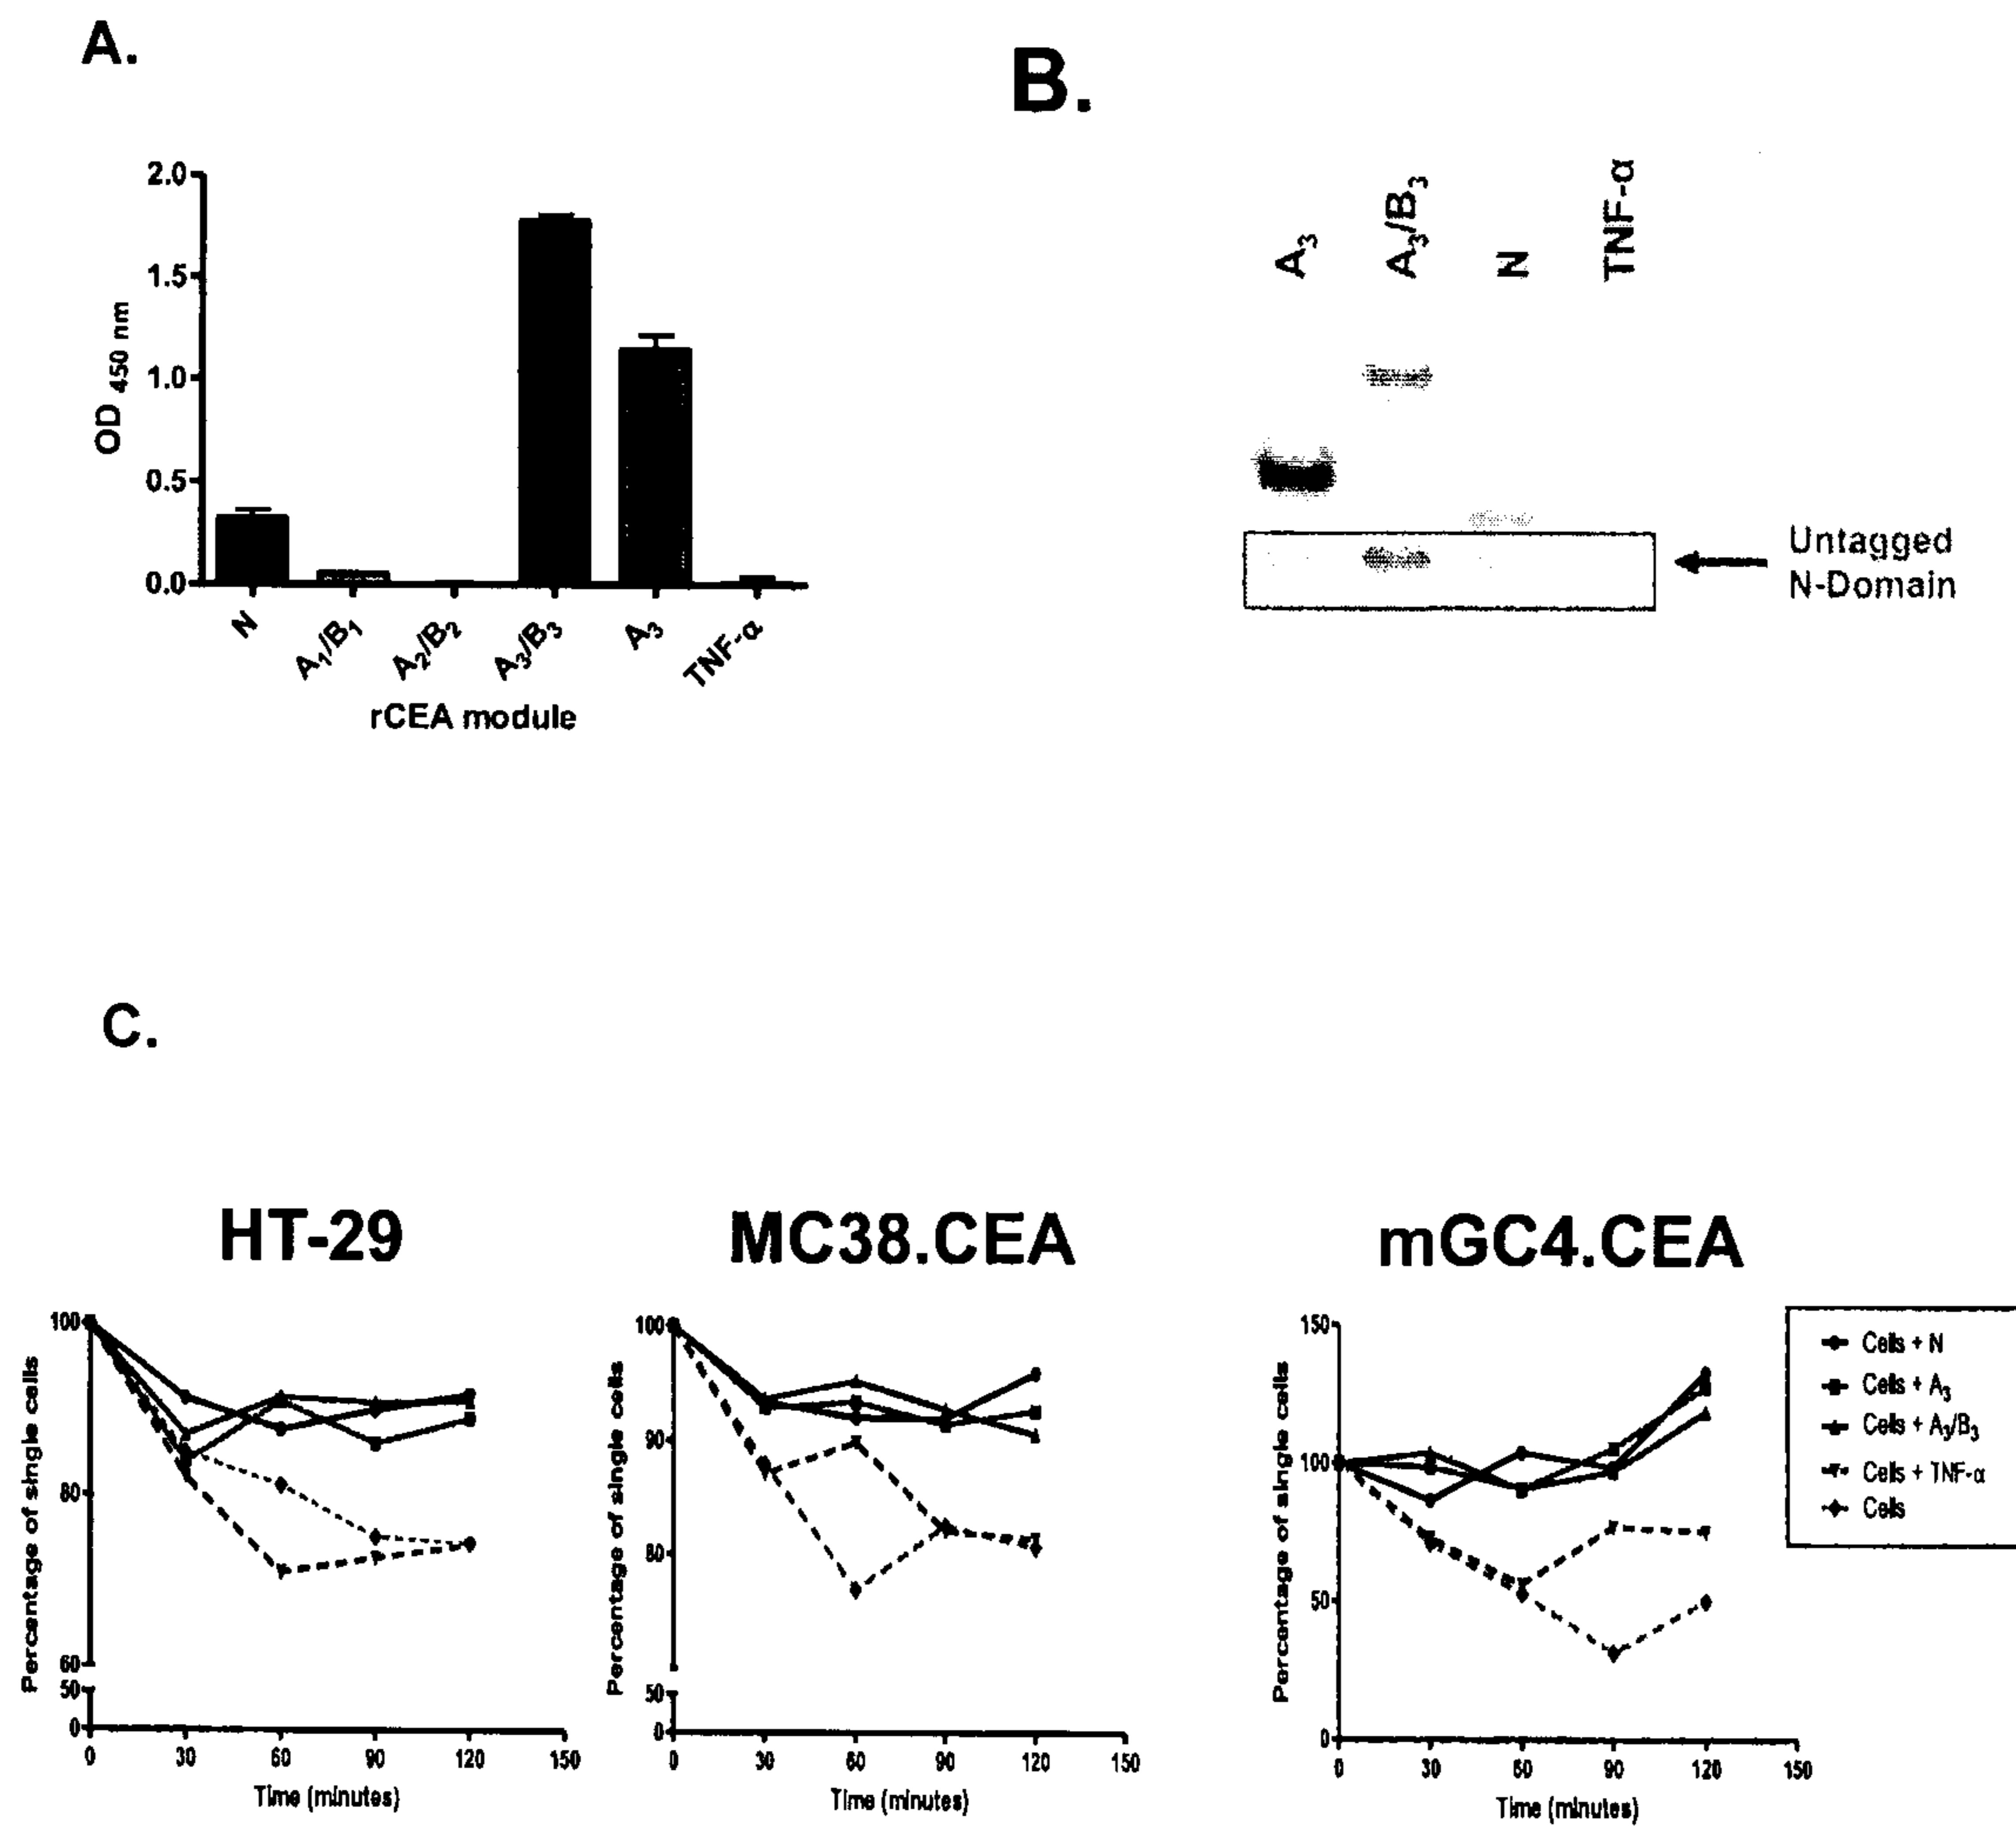 A.
2.0
1.5
1.0
0.5
0.0
OD 450 nm
N
A1/B1
A2/B2
A3/B3
A3
TNF-α
rCEA module
B.
A3
A3/B3
N
TNF-α
Untagged
N-Domain
C.
HT-29
100
80
60
50
0
Percentage of single cells
0 30 60 90 120 150
Time (minutes)
MC38.CEA
100
90
80
50
0
Percentage of single cells
0 30 60 90 120 150
Time (minutes)
mGC4.CEA
150
100
50
0
Percentage of single cells
0 30 60 90 120 150
Time (minutes)
Cells + N
Cells + A3
Cells + A3/B3
Cells + TNF-α
Cells